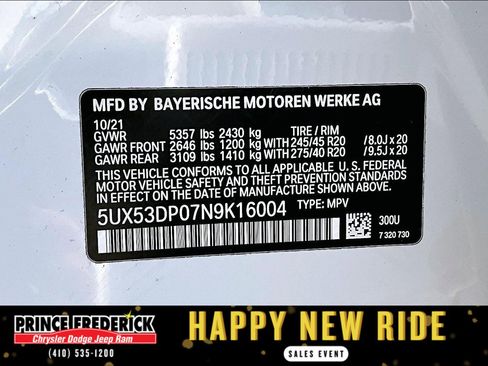 MFD BY BAYERISCHE MOTOREN WERKE AG
10/21
GVWR 5357 lbs 2430 kg TIRE / RIM
GAWR FRONT 2646 lbs 1200 kg WITH 245/45 R20 /8.0J x 20
GAWR REAR 3109 lbs 1410 kg WITH 275/40 R20 /9.5J x 20
THIS VEHICLE CONFORMS TO ALL APPLICABLE U. S. FEDERAL
MOTOR VEHICLE SAFETY AND THEFT PREVENTION STANDARDS
IN EFFECT ON THE DATE OF MANUFACTURE SHOWN ABOVE.
5UX53DP07N9K16004 TYPE: MPV
300U
7 320 730
PRINCE FREDERICK
Chrysler Dodge Jeep Ram
(410) 535-1200
HAPPY NEW RIDE
SALES EVENT